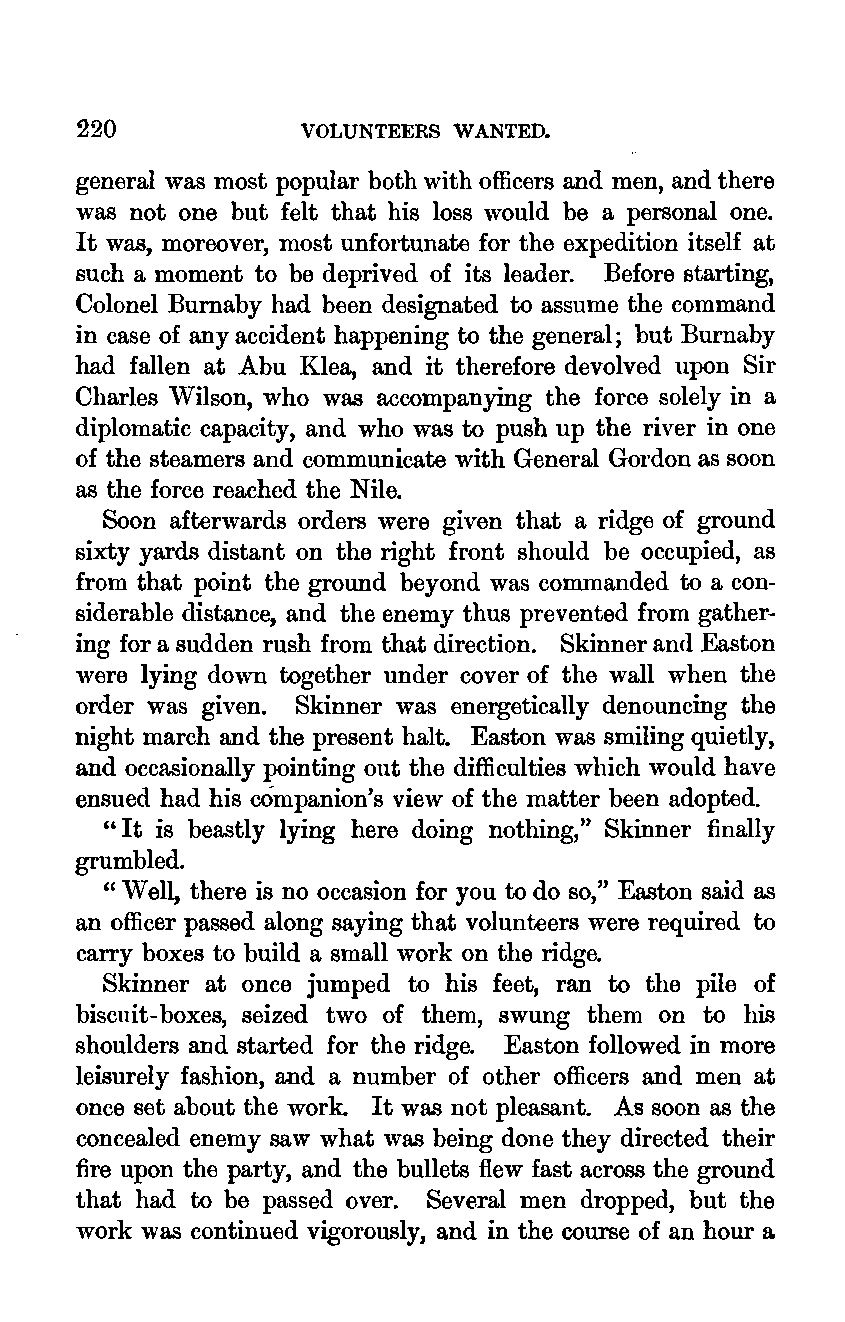 220 VOLUNTEERS WANTED.
general was most popular both with officers and men, and there
was not one but felt that his loss would be a personal one.
It was, moreover, most unfortunate for the expedition itself at
such a moment to be deprived of its leader. Before starting,
Colonel Burnaby had been designated to assume the command
in case of any accident happening to the general; but Burnaby
had fallen at Abu Klea, and it therefore devolved upon Sir
Charles Wilson, who was accompanying the force solely in a
diplomatic capacity, and who was to push up the river in one
of the steamers and communicate with General Gordon as soon
as the force reached the Nile.
Soon afterwards orders were given that a ridge of ground
sixty yards distant on the right front should be occupied, as
from that point the ground beyond was commanded to a con-
siderable distance, and the enemy thus prevented from gather-
ing for a sudden rush from that direction. Skinner and Easton
were lying down together under cover of the wall when the
order was given. Skinner was energetically denouncing the
night march and the present halt. Easton was smiling quietly,
and occasionally pointing out the difficulties which would have
ensued had his companion's view of the matter been adopted.
"It is beastly lying here doing nothing," Skinner finally
grumbled.
"Well, there is no occasion for you to do so," Easton said as
an officer passed along saying that volunteers were required to
carry boxes to build a small work on the ridge.
Skinner at once jumped to his feet, ran to the pile of
biscuit-boxes, seized two of them, swung them on to his
shoulders and started for the ridge. Easton followed in more
leisurely fashion, and a number of other officers and men at
once set about the work. It was not pleasant. As soon as the
concealed enemy saw what was being done they directed their
fire upon the party, and the bullets flew fast across the ground
that had to be passed over. Several men dropped, but the
work was continued vigorously, and in the course of an hour a